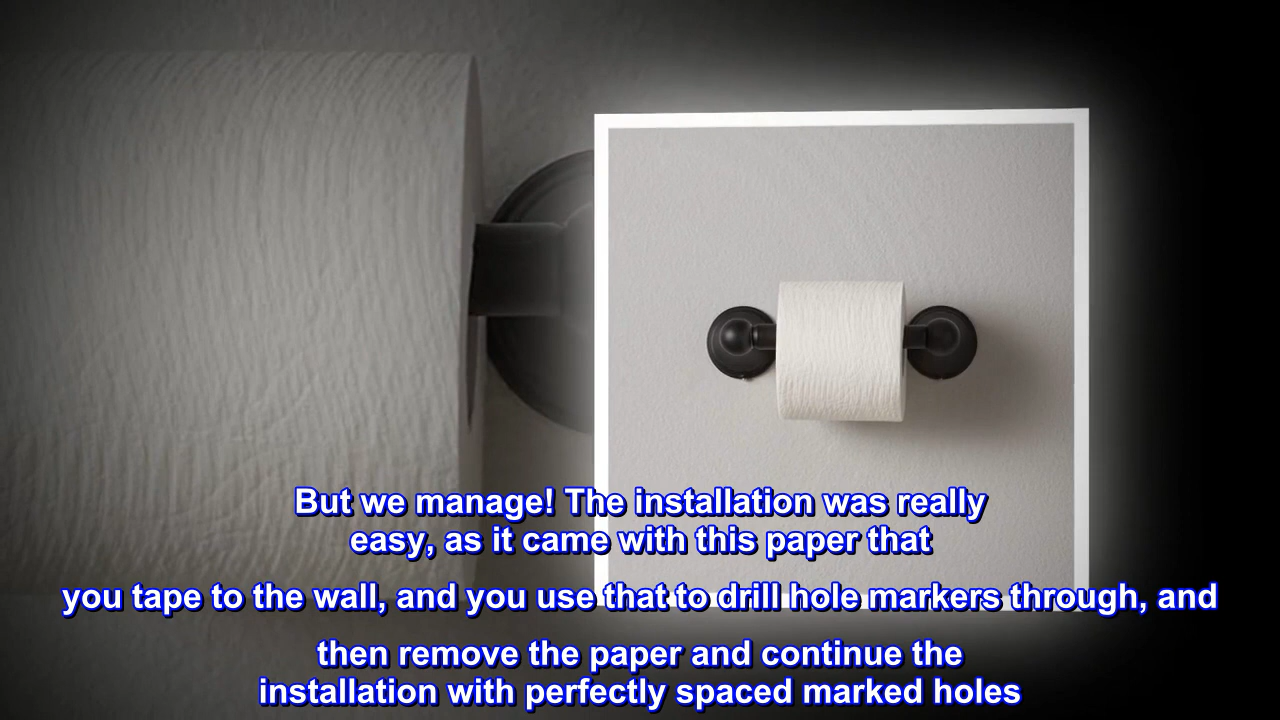 But we manage! The installation was really
easy, as it came with this paper that
you tape to the wall, and you use that to drill hole markers through, and
then remove the paper and continue the
installation with perfectly spaced marked holes